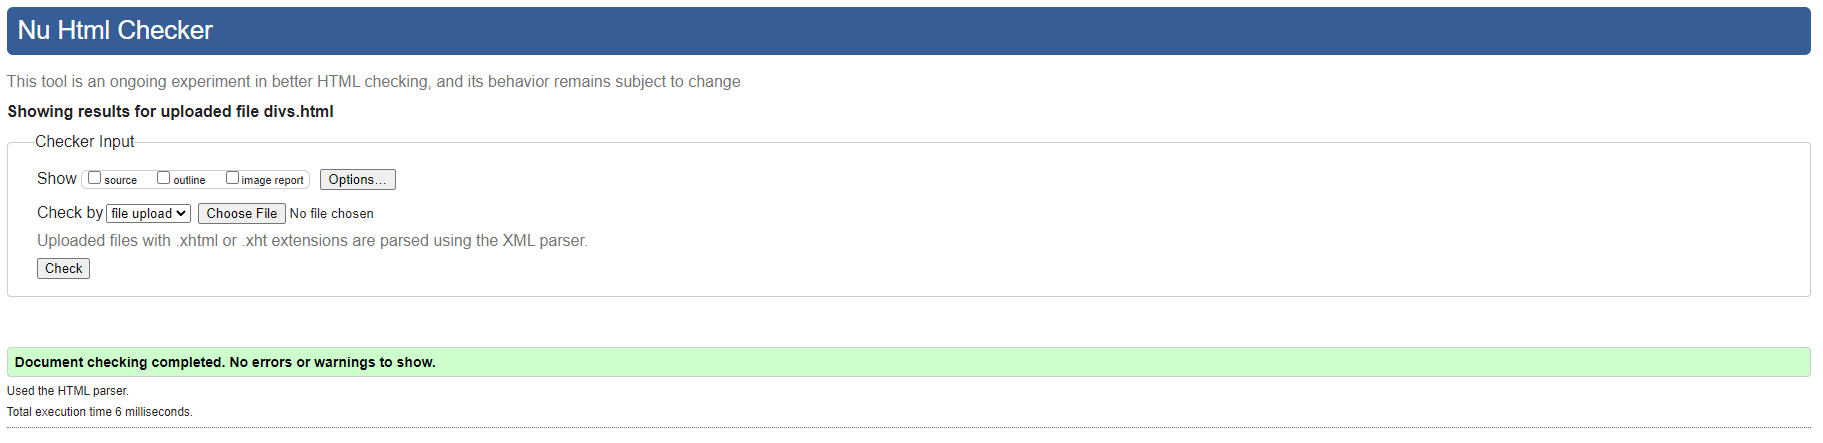 Nu Html Checker
This tool is an ongoing experiment in better HTML checking, and its behavior remains subject to change
Showing results for uploaded file divs.html
Checker Input
Show source outline image report Options...
Check by file upload Choose File No file chosen
Uploaded files with .xhtml or .xht extensions are parsed using the XML parser.
Check
Document checking completed. No errors or warnings to show.
Used the HTML parser.
Total execution time 6 milliseconds.